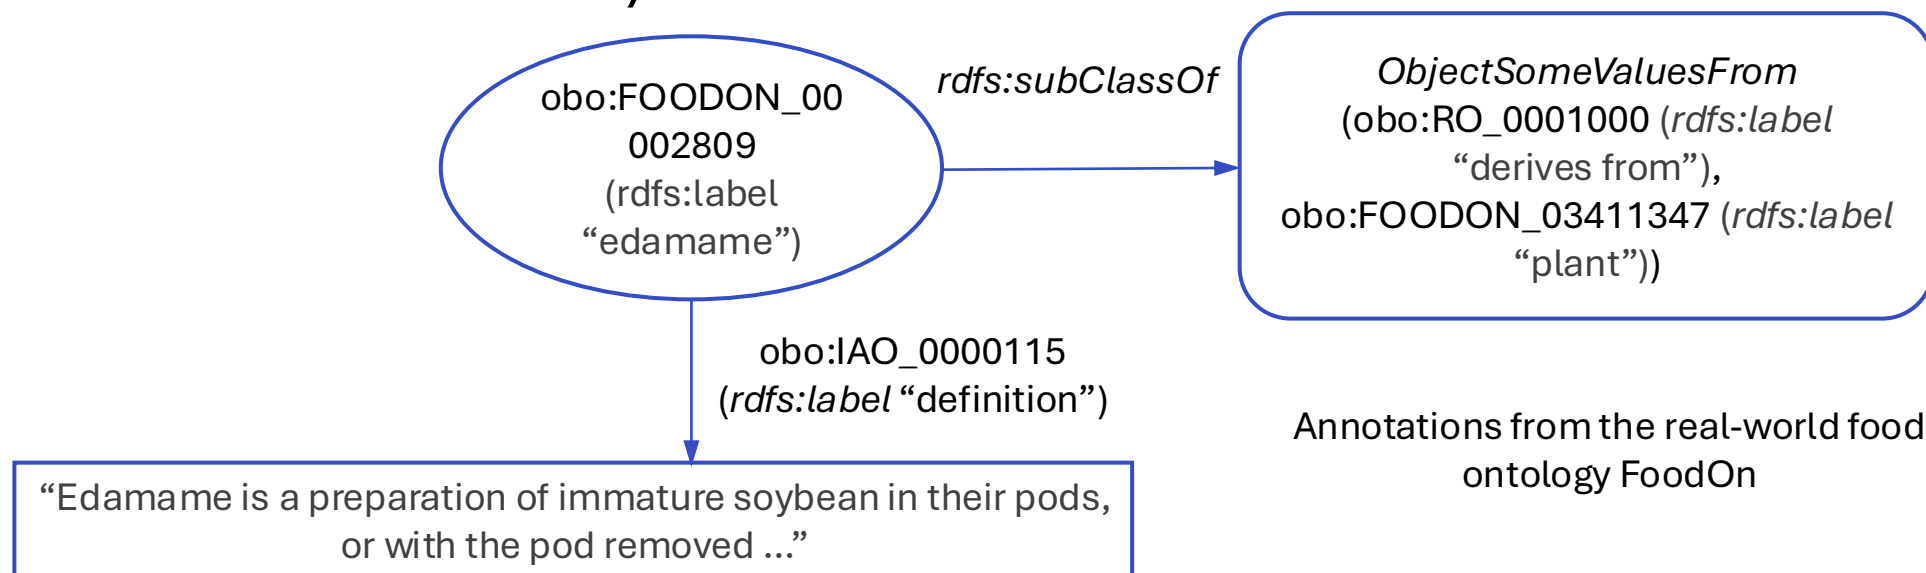 obo:FOODON_00
002809
(rdfs:label
“edamame”)
rdfs:subClassOf
ObjectSomeValuesFrom
(obo:RO_0001000 (rdfs:label
“derives from”),
obo:FOODON_03411347 (rdfs:label
“plant”))
obo:IAO_0000115
(rdfs:label “definition”)
Annotations from the real-world food
ontology FoodOn
“Edamame is a preparation of immature soybean in their pods,
or with the pod removed ...”